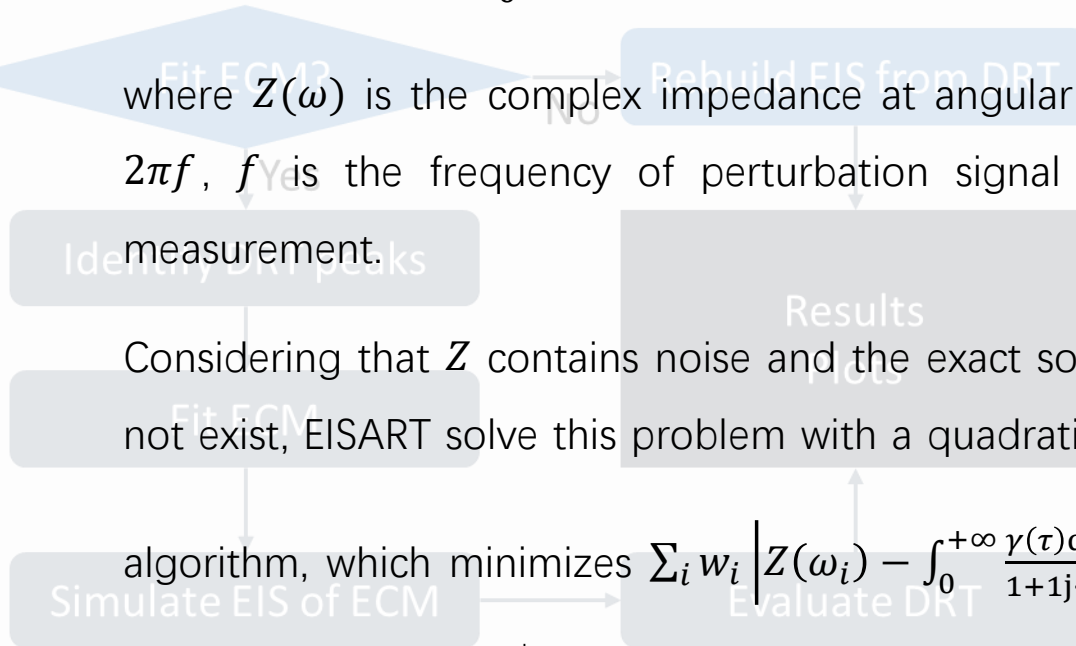 where Z(ω) is the complex impedance at angular
2πf, f is the frequency of perturbation signal
measurement.
Considering that Z contains noise and the exact so
not exist, EISART solve this problem with a quadrati
algorithm, which minimizes ∑ᵢ wᵢ |Z(ωᵢ) − ∫₀⁺∞ γ(τ)d / 1+1j·
Fit ECM?
Rebuild EIS from DRT
No
Yes
Identify DRT peaks
Results
Plots
Fit ECM
Simulate EIS of ECM
Evaluate DRT